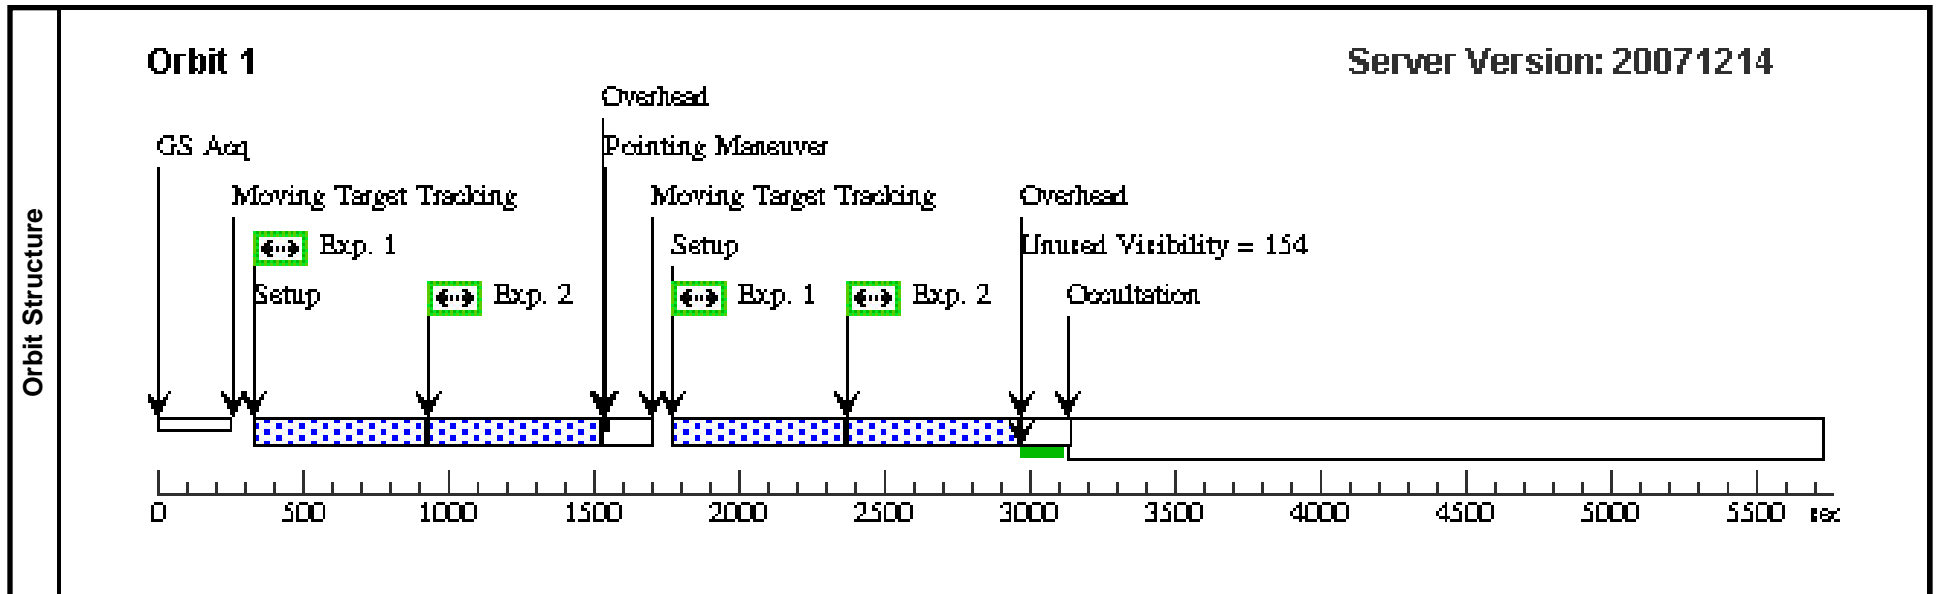 Orbit Structure
Orbit 1
Server Version: 20071214
Overhead
GS Acq
Pointing Maneuver
Moving Target Tracking
Moving Target Tracking
Overhead
Exp. 1
Setup
Unused Visibility = 154
Setup
Exp. 2
Exp. 1
Exp. 2
Occultation
0 500 1000 1500 2000 2500 3000 3500 4000 4500 5000 5500 sec